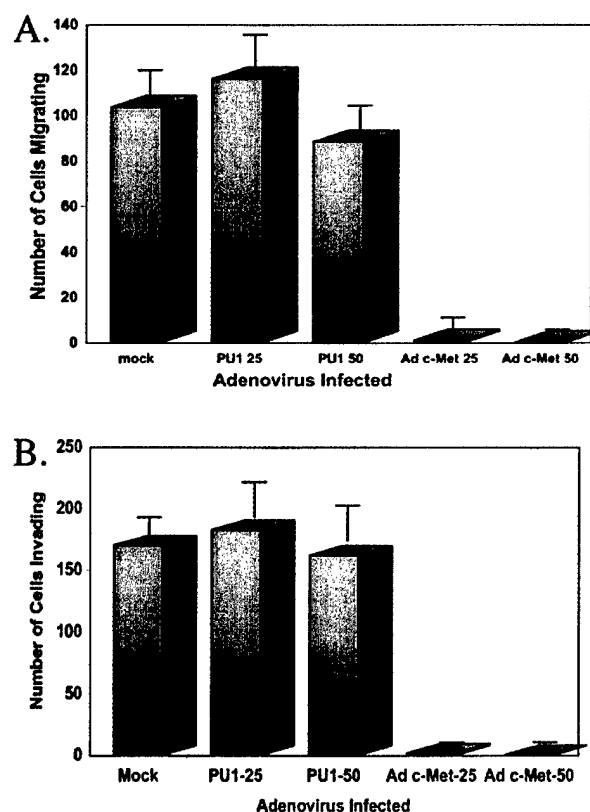 A.
140
120
100
80
60
40
20
0
Number of Cells Migrating
mock PU1 25 PU1 50 Ad c-Met 25 Ad c-Met 50
Adenovirus Infected
B.
250
200
150
100
50
0
Number of Cells Invading
Mock PU1-25 PU1-50 Ad c-Met-25 Ad c-Met-50
Adenovirus Infected